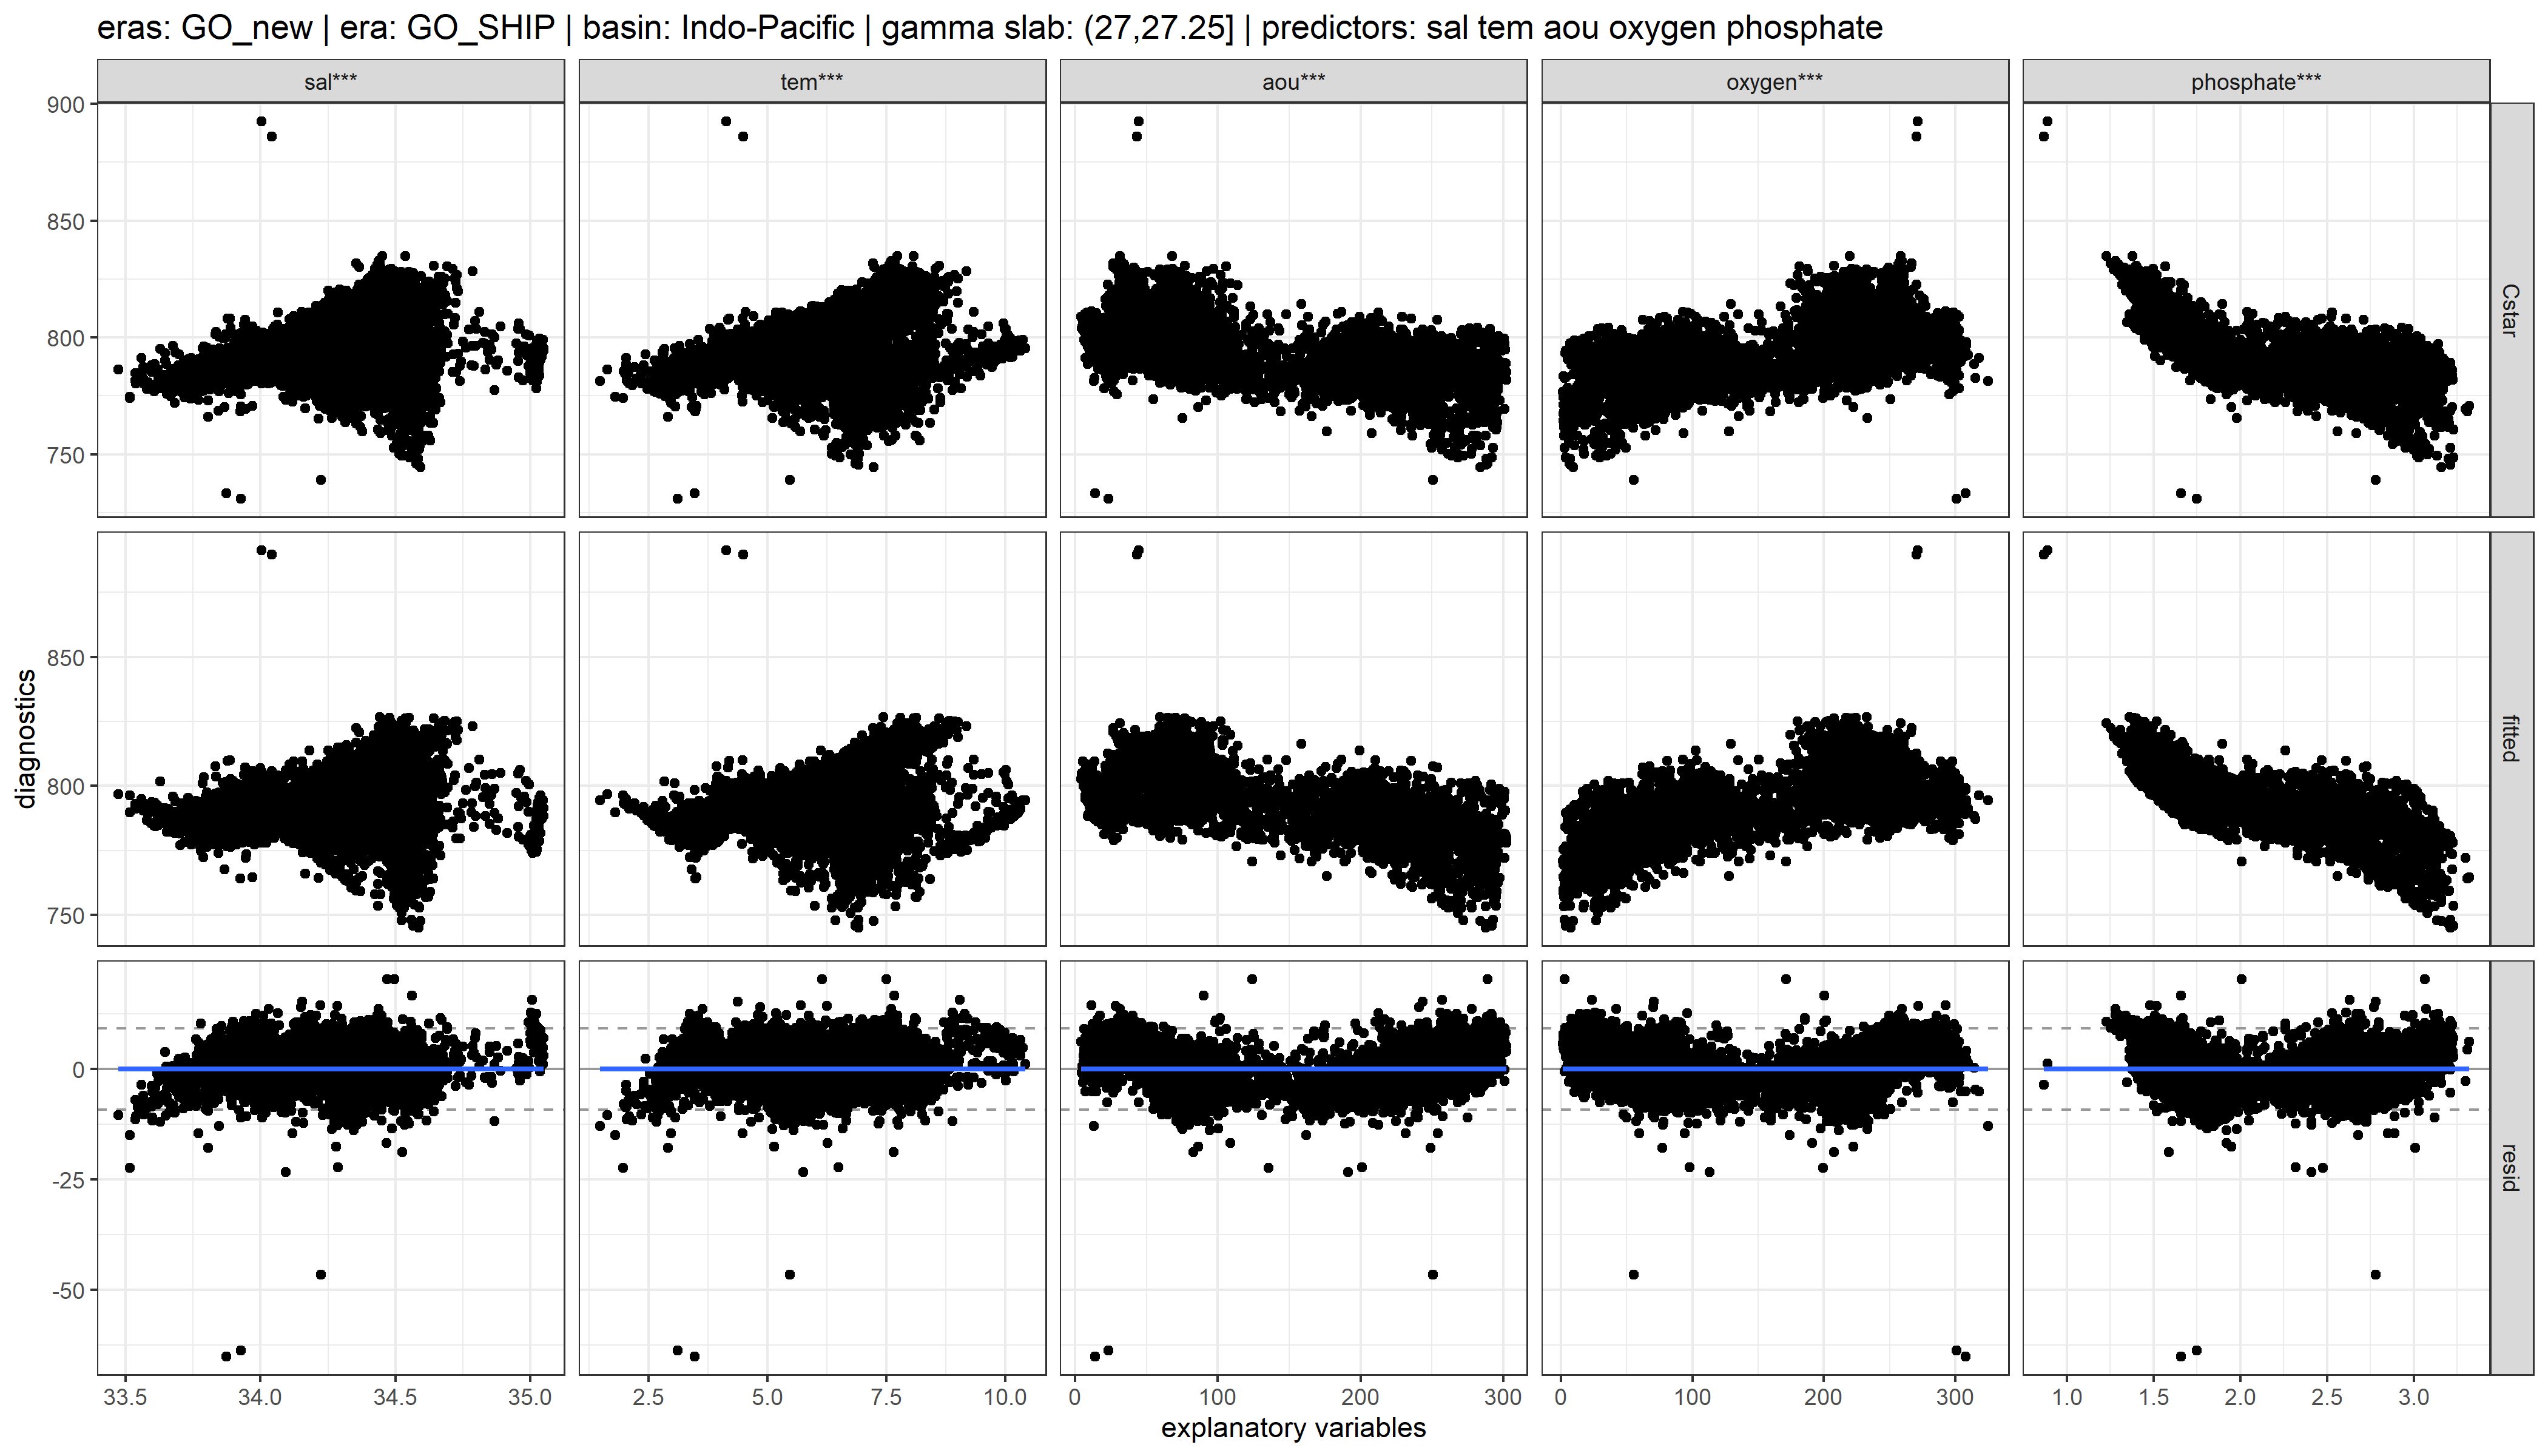 eras: GO_new | era: GO_SHIP | basin: Indo-Pacific | gamma slab: (27,27.25] | predictors: sal tem aou oxygen phosphate
sal*** tem*** aou*** oxygen*** phosphate***
900
850
800
750
Cstar
850
800
750
fitted
0
-25
-50
resid
diagnostics
33.5 34.0 34.5 35.0 2.5 5.0 7.5 10.0 0 100 200 300 0 100 200 300 1.0 1.5 2.0 2.5 3.0
explanatory variables